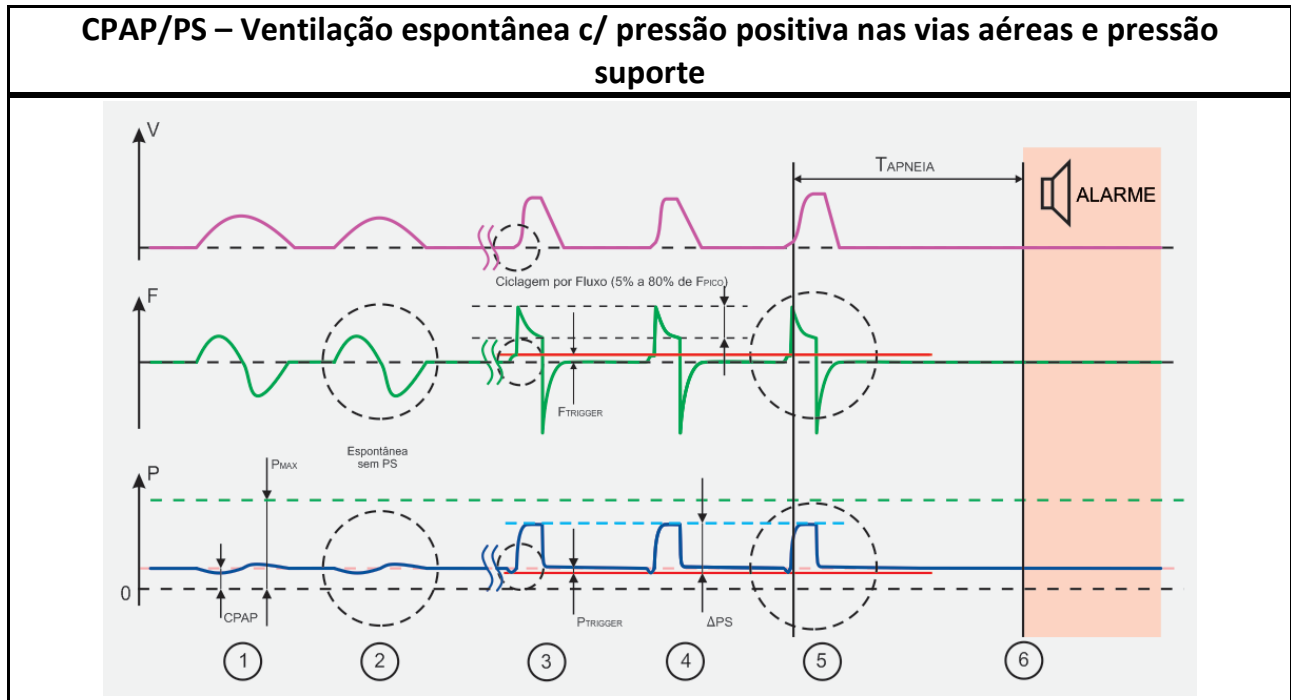 CPAP/PS – Ventilação espontânea c/ pressão positiva nas vias aéreas e pressão
suporte
V
TAPNEIA
ALARME
Ciclagem por Fluxo (5% a 80% de FPICO)
F
FTRIGGER
Espontânea
sem PS
PMAX
P
0
CPAP
PTRIGGER
ΔPS
1
2
3
4
5
6